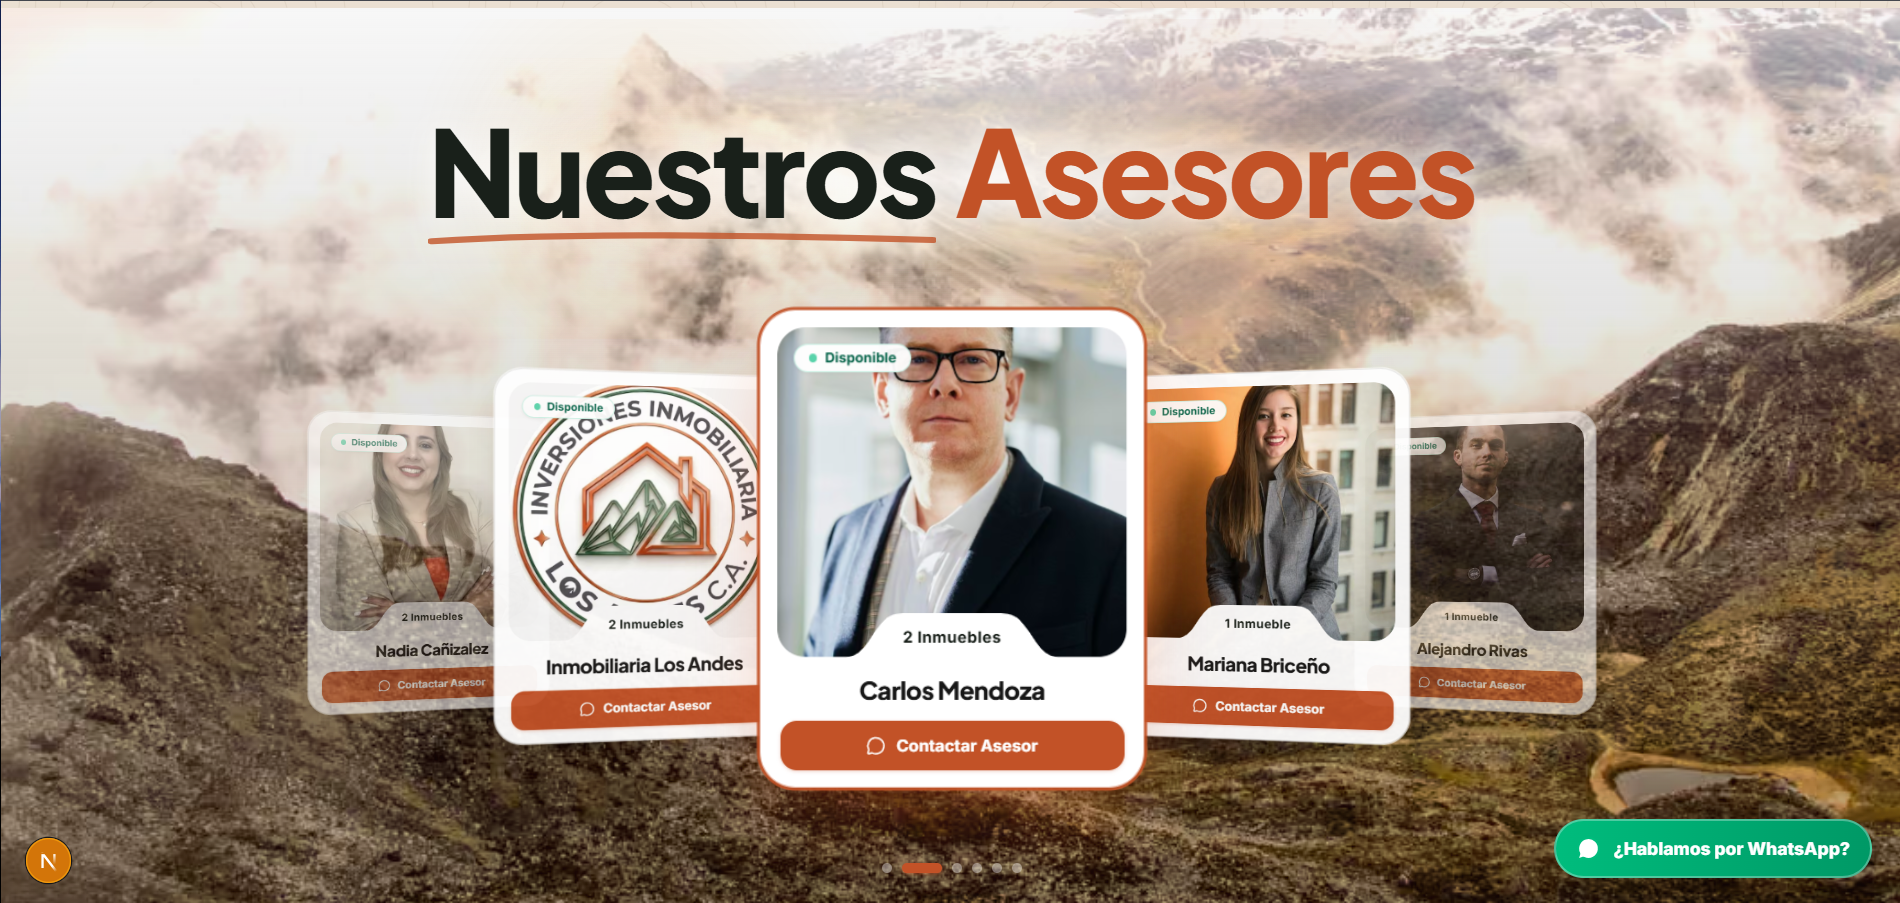 Nuestros Asesores
Disponible
2 Inmuebles
Nadia Cañizalez
Contactar Asesor
Disponible
INVERSIONES INMOBILIARIA
LOS C.A.
2 Inmuebles
Inmobiliaria Los Andes
Contactar Asesor
Disponible
2 Inmuebles
Carlos Mendoza
Contactar Asesor
Disponible
1 Inmueble
Mariana Briceño
Contactar Asesor
onible
1 Inmueble
Alejandro Rivas
Contactar Asesor
N
¿Hablamos por WhatsApp?